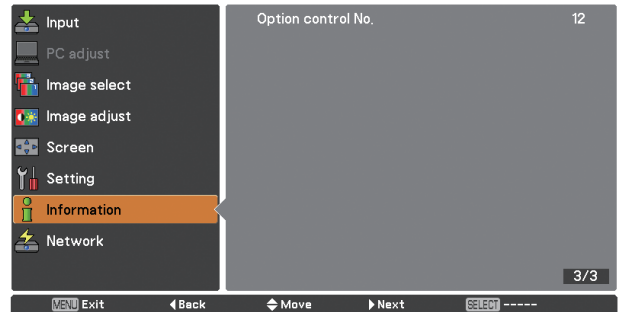 Input
PC adjust
Image select
Image adjust
Screen
Setting
Information
Network
Option control No. 12
3/3
MENU Exit ◀Back ◆Move ▶Next SELECT -----